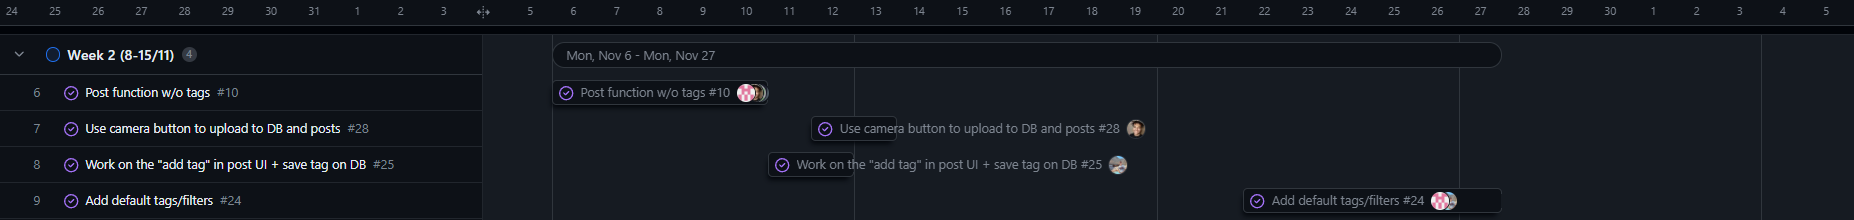 24 25 26 27 28 29 30 31 1 2 3 5 6 7 8 9 10 11 12 13 14 15 16 17 18 19 20 21 22 23 24 25 26 27 28 29 30 1 2 3 4 5
Week 2 (8-15/11) 4
Mon, Nov 6 - Mon, Nov 27
6 Post function w/o tags #10
Post function w/o tags #10
7 Use camera button to upload to DB and posts #28
Use camera button to upload to DB and posts #28
8 Work on the "add tag" in post UI + save tag on DB #25
Work on the "add tag" in post UI + save tag on DB #25
9 Add default tags/filters #24
Add default tags/filters #24